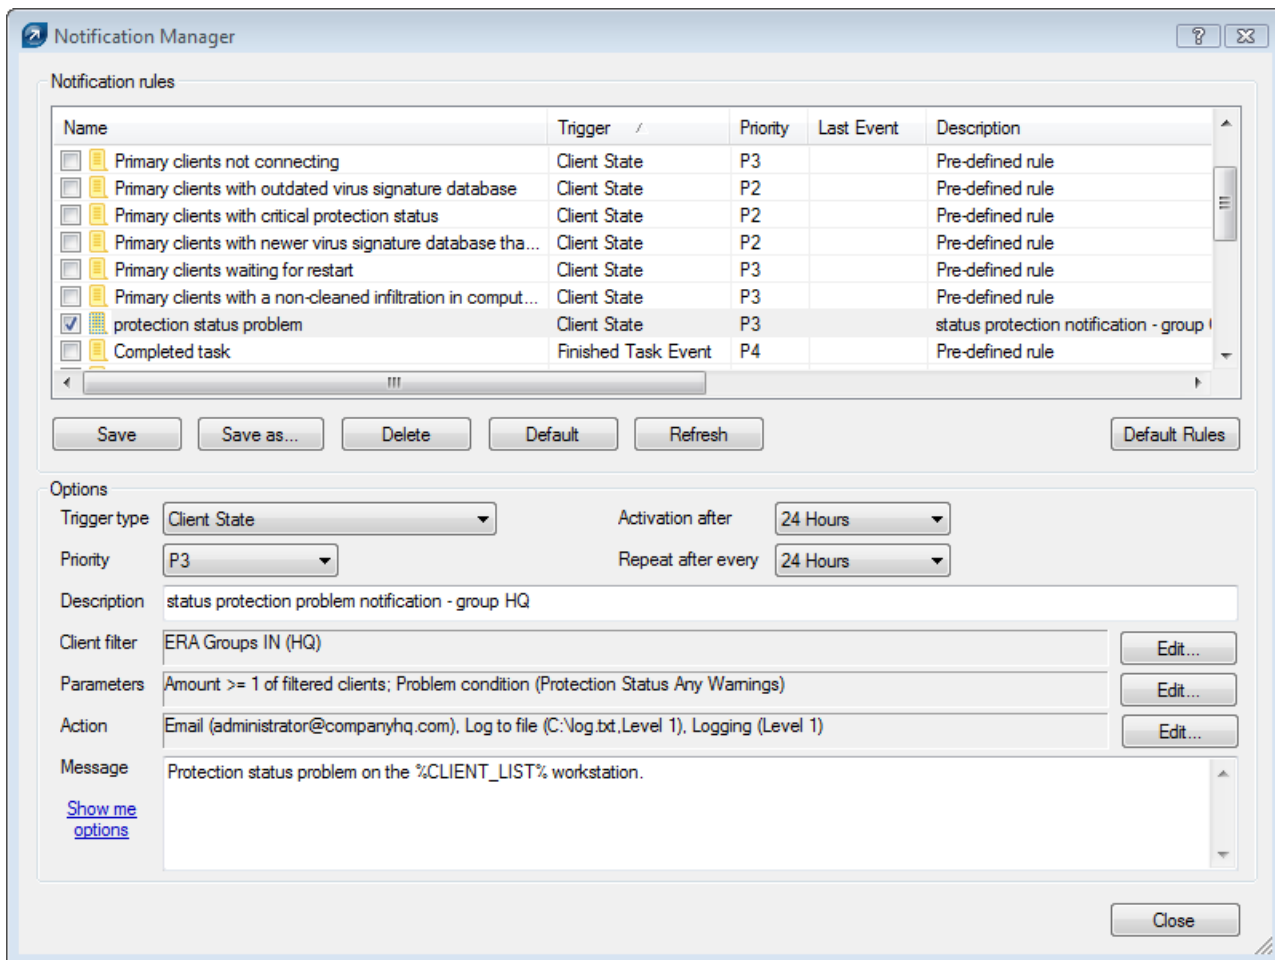 Notification Manager
Notification rules
Name Trigger Priority Last Event Description
Primary clients not connecting Client State P3 Pre-defined rule
Primary clients with outdated virus signature database Client State P2 Pre-defined rule
Primary clients with critical protection status Client State P2 Pre-defined rule
Primary clients with newer virus signature database tha... Client State P2 Pre-defined rule
Primary clients waiting for restart Client State P3 Pre-defined rule
Primary clients with a non-cleaned infiltration in comput... Client State P3 Pre-defined rule
protection status problem Client State P3 status protection notification - group
Completed task Finished Task Event P4 Pre-defined rule
Save Save as... Delete Default Refresh Default Rules
Options
Trigger type Client State Activation after 24 Hours
Priority P3 Repeat after every 24 Hours
Description status protection problem notification - group HQ
Client filter ERA Groups IN (HQ) Edit...
Parameters Amount >= 1 of filtered clients; Problem condition (Protection Status Any Warnings) Edit...
Action Email (administrator@companyhq.com), Log to file (C:\log.txt,Level 1), Logging (Level 1) Edit...
Message Protection status problem on the %CLIENT_LIST% workstation.
Show me
options
Close